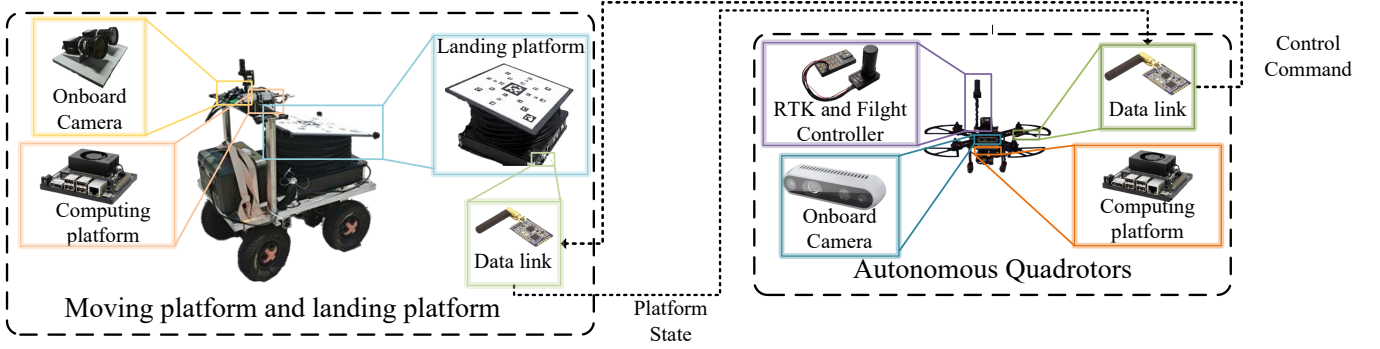 Onboard
Camera
Computing
platform
Landing platform
Data link
Moving platform and landing platform
Platform
State
RTK and Filght
Controller
Onboard
Camera
Data link
Computing
platform
Autonomous Quadrotors
Control
Command